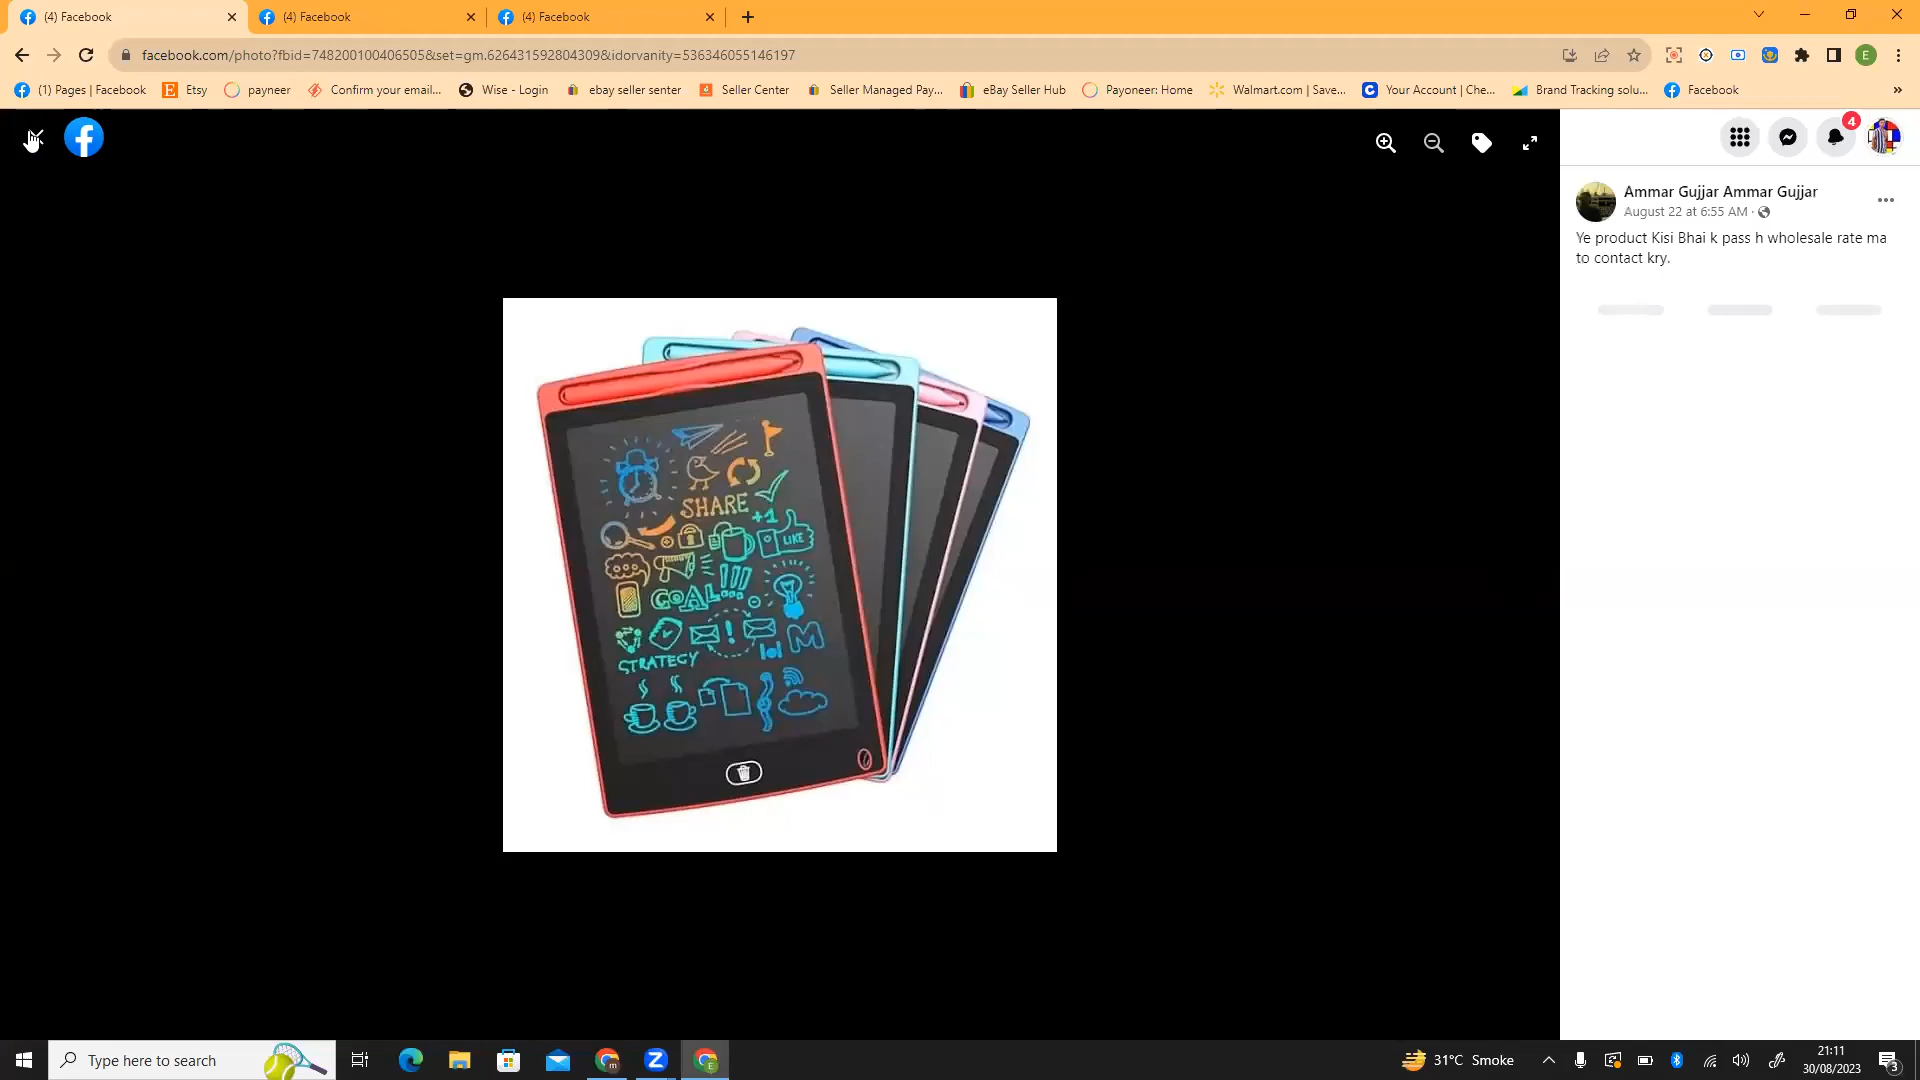 (4) Facebook
(4) Facebook
(4) Facebook
facebook.com/photo?fbid=748200100406505&set=gm.626431592804309&idorvanity=536346055146197
E
(1) Pages | Facebook
Etsy
payneer
Confirm your email...
Wise - Login
ebay seller senter
Seller Center
Seller Managed Pay...
eBay Seller Hub
Payoneer: Home
Walmart.com | Save...
Your Account | Che...
Brand Tracking solu...
Facebook
»
4
Ammar Gujjar Ammar Gujjar
August 22 at 6:55 AM ·
Ye product Kisi Bhai k pass h wholesale rate ma
to contact kry.
SHARE
+1
LIKE
GOAL!!!
!
M
STRATEGY
Type here to search
31°C Smoke
21:11
30/08/2023
3